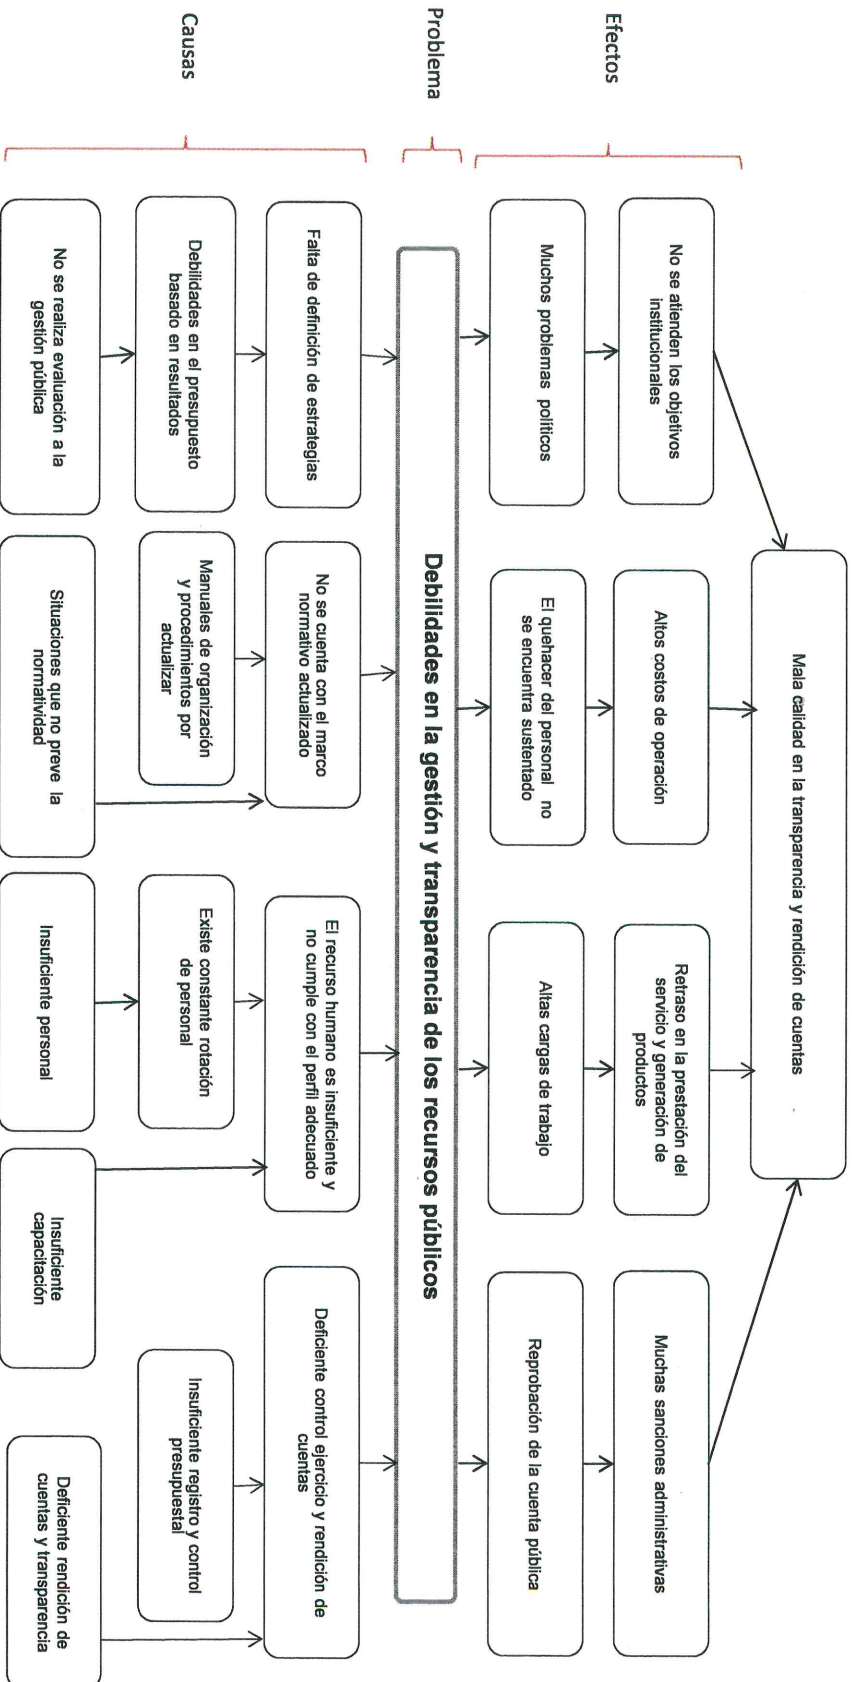 Mala calidad en la transparencia y rendición de cuentas
Efectos
No se atienden los objetivos
institucionales
Altos costos de operación
Retraso en la prestación del
servicio y generación de
productos
Muchas sanciones administrativas
Muchos problemas políticos
El quehacer del personal no
se encuentra sustentado
Altas cargas de trabajo
Reprobación de la cuenta pública
Problema
Debilidades en la gestión y transparencia de los recursos públicos
Causas
Falta de definición de estrategias
No se cuenta con el marco
normativo actualizado
El recurso humano es insuficiente y
no cumple con el perfil adecuado
Deficiente control ejercicio y rendición de
cuentas
Debilidades en el presupuesto
basado en resultados
Manuales de organización
y procedimientos por
actualizar
Existe constante rotación
de personal
Insuficiente registro y control
presupuestal
No se realiza evaluación a la
gestión pública
Situaciones que no preve la
normatividad
Insuficiente personal
Insuficiente
capacitación
Deficiente rendición de
cuentas y transparencia